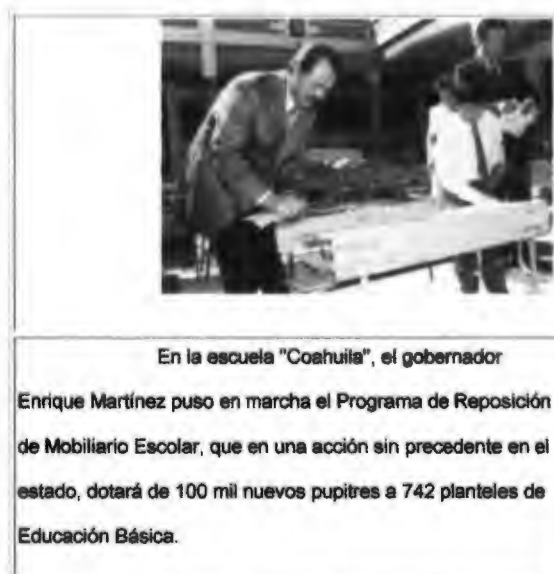 En la escuela "Coahuila", el gobernador
Enrique Martínez puso en marcha el Programa de Reposición
de Mobiliario Escolar, que en una acción sin precedente en el
estado, dotará de 100 mil nuevos pupitres a 742 planteles de
Educación Básica.